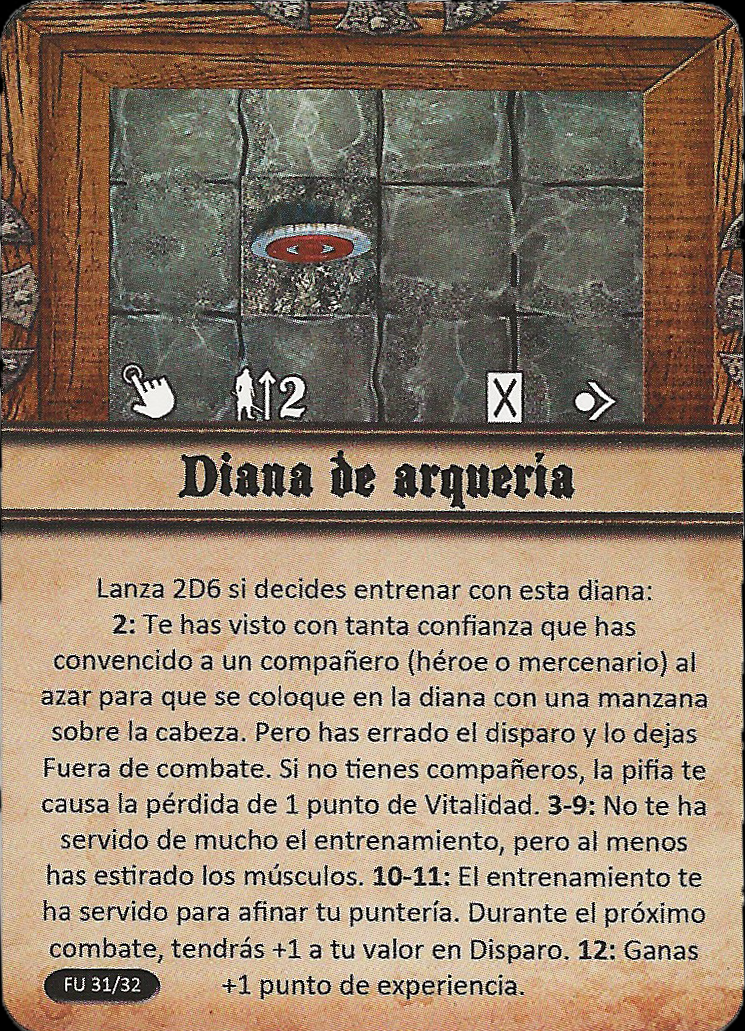 2
X
Diana de arquería
Lanza 2D6 si decides entrenar con esta diana:
2: Te has visto con tanta confianza que has
convencido a un compañero (héroe o mercenario) al
azar para que se coloque en la diana con una manzana
sobre la cabeza. Pero has errado el disparo y lo dejas
Fuera de combate. Si no tienes compañeros, la pifia te
causa la pérdida de 1 punto de Vitalidad. 3-9: No te ha
servido de mucho el entrenamiento, pero al menos
has estirado los músculos. 10-11: El entrenamiento te
ha servido para afinar tu puntería. Durante el próximo
combate, tendrás +1 a tu valor en Disparo. 12: Ganas
+1 punto de experiencia.
FU 31/32